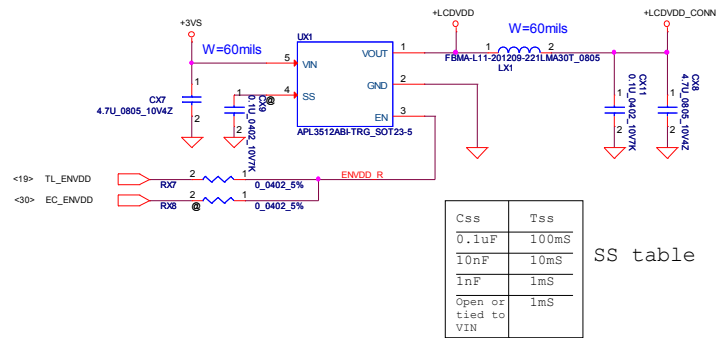 +3VS
+LCDVDD
+LCDVDD_CONN
W=60mils
UX1
W=60mils
5
VIN
VOUT
1
1
2
FBMA-L11-201209-221LMA30T_0805
LX1
1
CX7
4.7U_0805_10V4Z
2
1
CX9
@
0.1U_0402_10V7K
2
4
SS
GND
2
EN
3
APL3512ABI-TRG_SOT23-5
1
CX11
0.1U_0402_10V7K
2
1
CX8
4.7U_0805_10V4Z
2
<19> TL_ENVDD
2
RX7
1
0_0402_5%
ENVDD_R
<30> EC_ENVDD
2
RX8
@
1
0_0402_5%
Css Tss
0.1uF 100mS
10nF 10mS
1nF 1mS
Open or 1mS
tied to
VIN
SS table